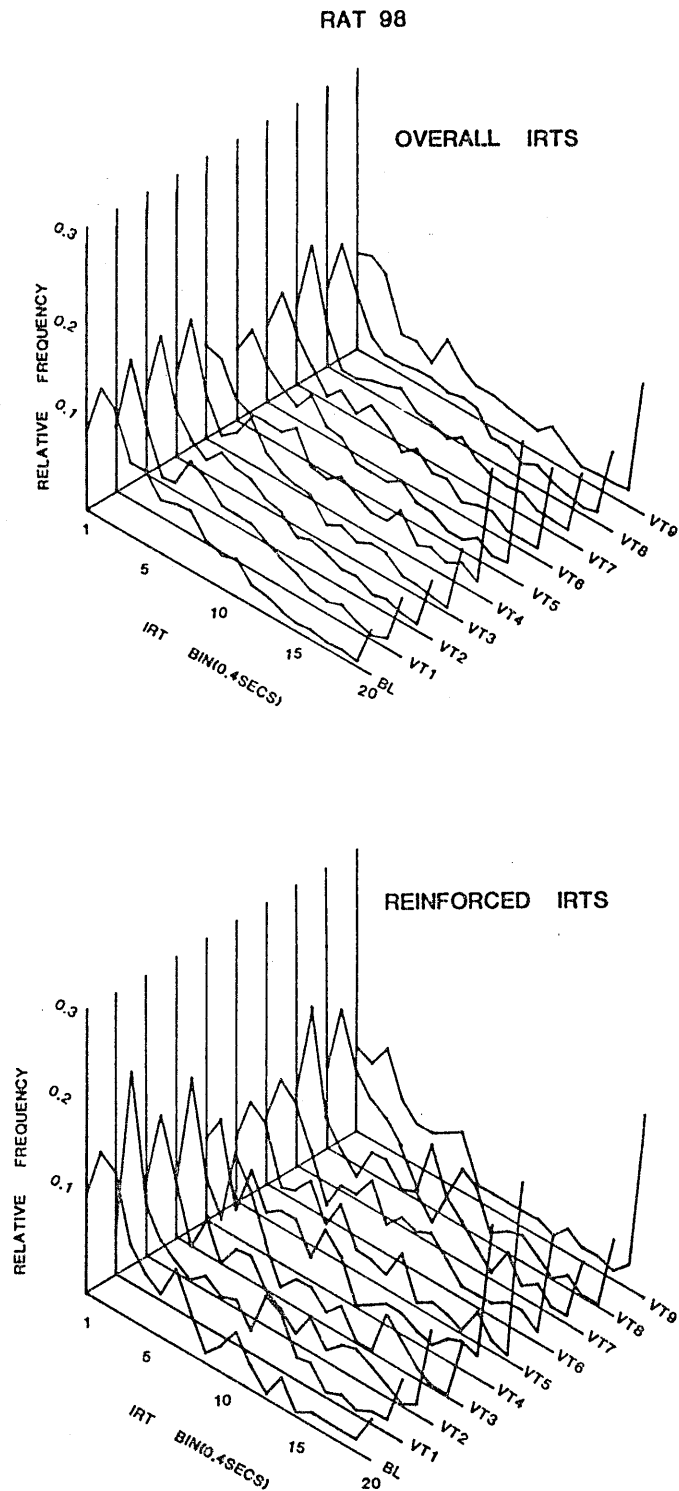 RAT 98
OVERALL IRTS
RELATIVE FREQUENCY
0.3
0.2
0.1
1
5
10
15
20
IRT BIN(0.4SECS)
BL
VT1
VT2
VT3
VT4
VT5
VT6
VT7
VT8
VT9
REINFORCED IRTS
RELATIVE FREQUENCY
0.3
0.2
0.1
1
5
10
15
20
IRT BIN(0.4SECS)
BL
VT1
VT2
VT3
VT4
VT5
VT6
VT7
VT8
VT9